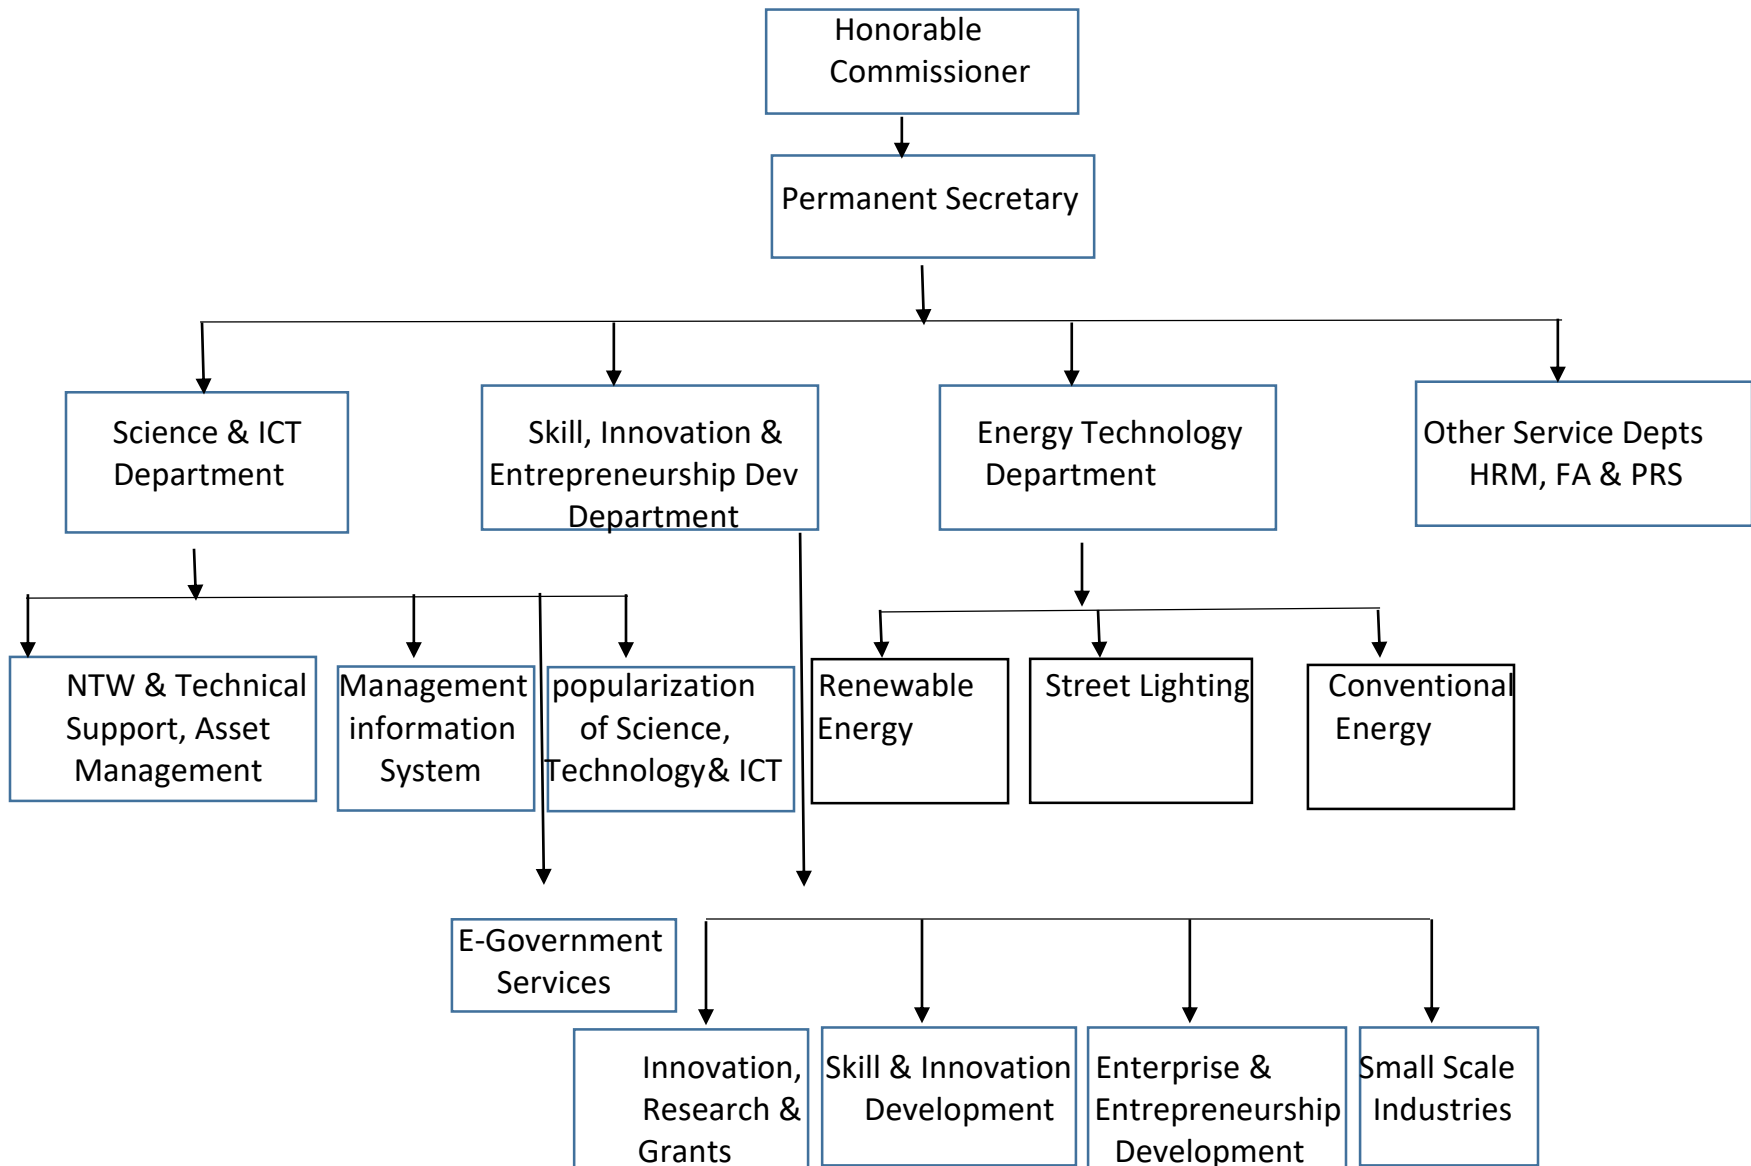 Honorable
Commissioner
Permanent Secretary
Science & ICT
Department
Skill, Innovation &
Entrepreneurship Dev
Department
Energy Technology
Department
Other Service Depts
HRM, FA & PRS
NTW & Technical
Support, Asset
Management
Management
information
System
popularization
of Science,
Technology& ICT
Renewable
Energy
Street Lighting
Conventional
Energy
E-Government
Services
Innovation,
Research &
Grants
Skill & Innovation
Development
Enterprise &
Entrepreneurship
Development
Small Scale
Industries